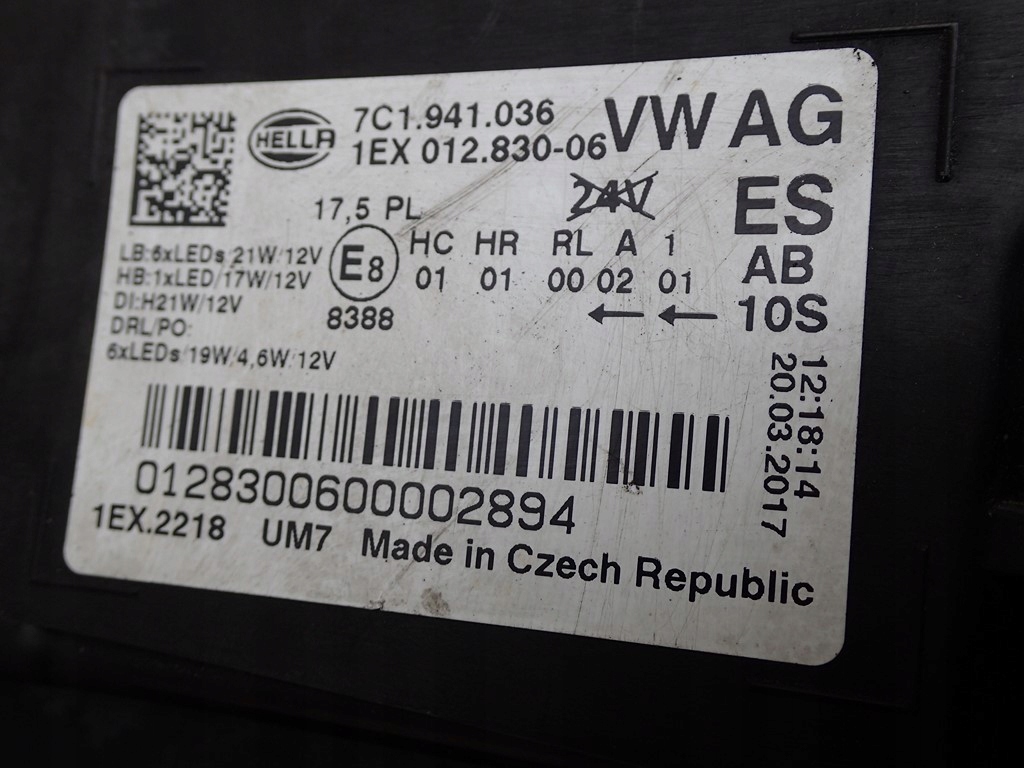 HELLA
7C1.941.036
1EX 012.830-06
VW AG
17,5 PL
24V
ES
LB:6xLEDs/21W/12V
HB:1xLED/17W/12V
DI:H21W/12V
DRL/PO:
6xLEDs/19W/4,6W/12V
E8
8388
HC HR RL A 1
01 01 00 02 01
← ←
AB
10S
12:18:14
20.03.2017
01283006000002894
1EX.2218 UM7 Made in Czech Republic